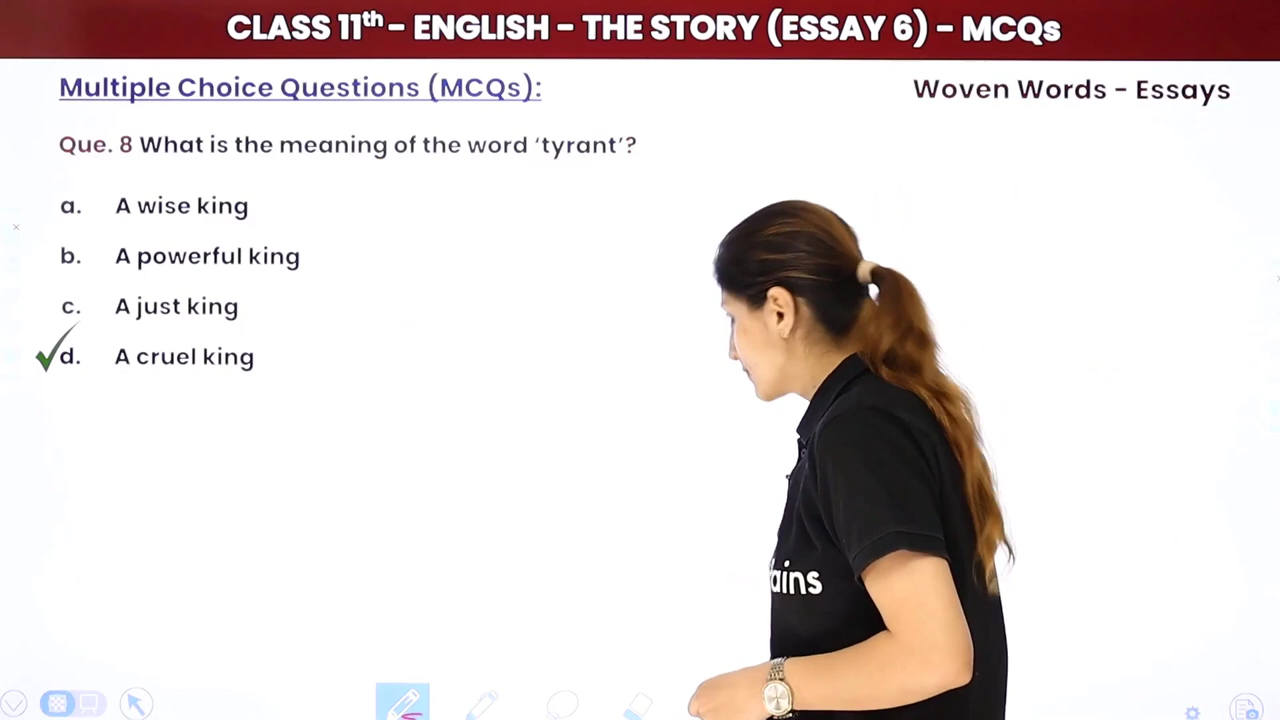 CLASS 11th - ENGLISH - THE STORY (ESSAY 6) - MCQs
Multiple Choice Questions (MCQs):
Woven Words - Essays
Que. 8 What is the meaning of the word ‘tyrant’?
a. A wise king
b. A powerful king
c. A just king
d. A cruel king